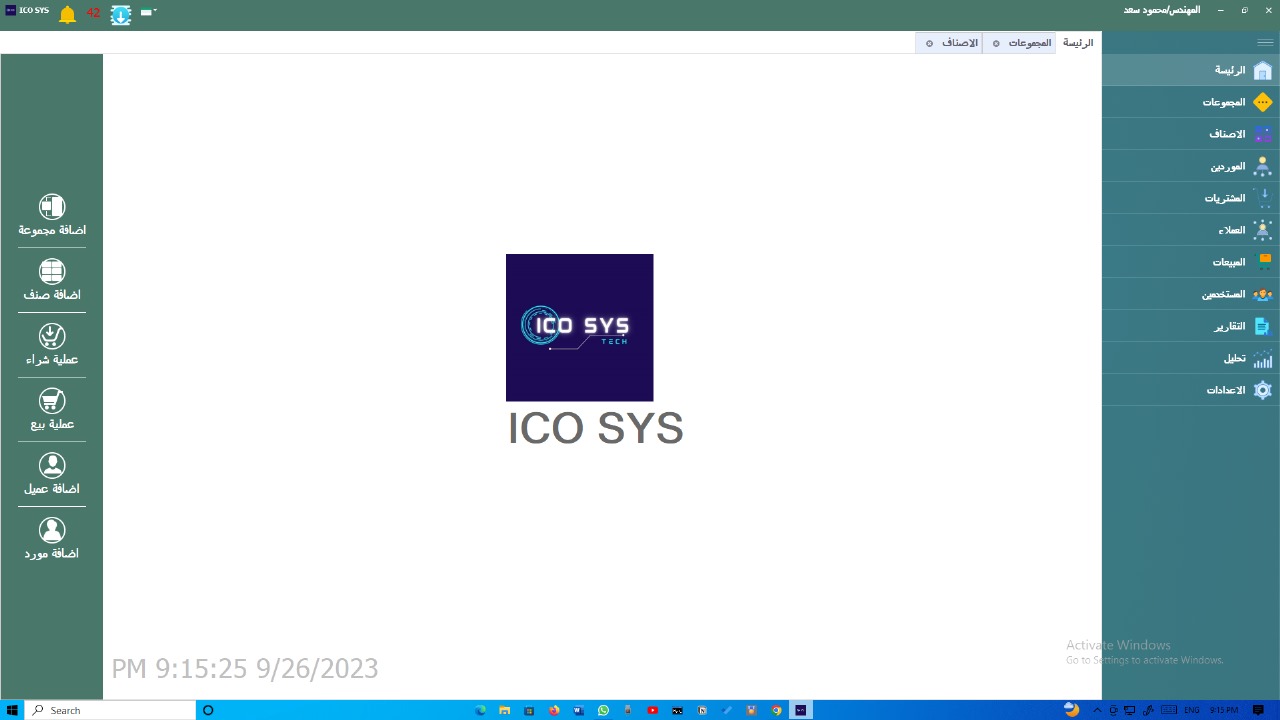 ICO SYS
42
المهندس/محمود سعد
الرئيسة
المجموعات
الاصناف
الرئيسة
المجموعات
الاصناف
الموردين
المشتريات
العملاء
المبيعات
المستخدمين
التقارير
تحليل
الاعدادات
اضافة مجموعة
اضافة صنف
عملية شراء
عملية بيع
اضافة عميل
اضافة مورد
ICO SYS
TECH
ICO SYS
PM 9:15:25 9/26/2023
Activate Windows
Go to Settings to activate Windows.
Search
ENG
9:15 PM